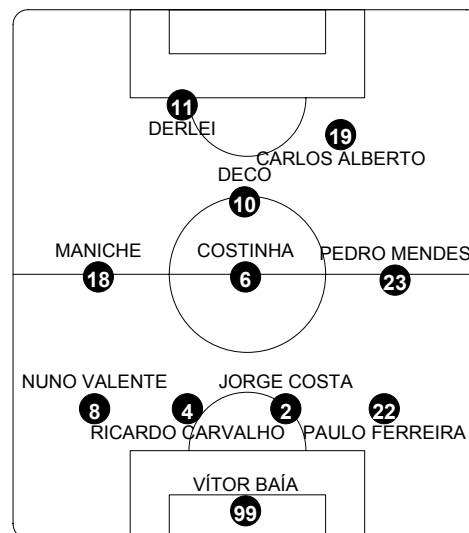 11
DERLEI
19
CARLOS ALBERTO
DECO
10
MANICHE
COSTINHA
PEDRO MENDES
18
6
23
NUNO VALENTE
JORGE COSTA
8
4
2
22
RICARDO CARVALHO
PAULO FERREIRA
VÍTOR BAÍA
99